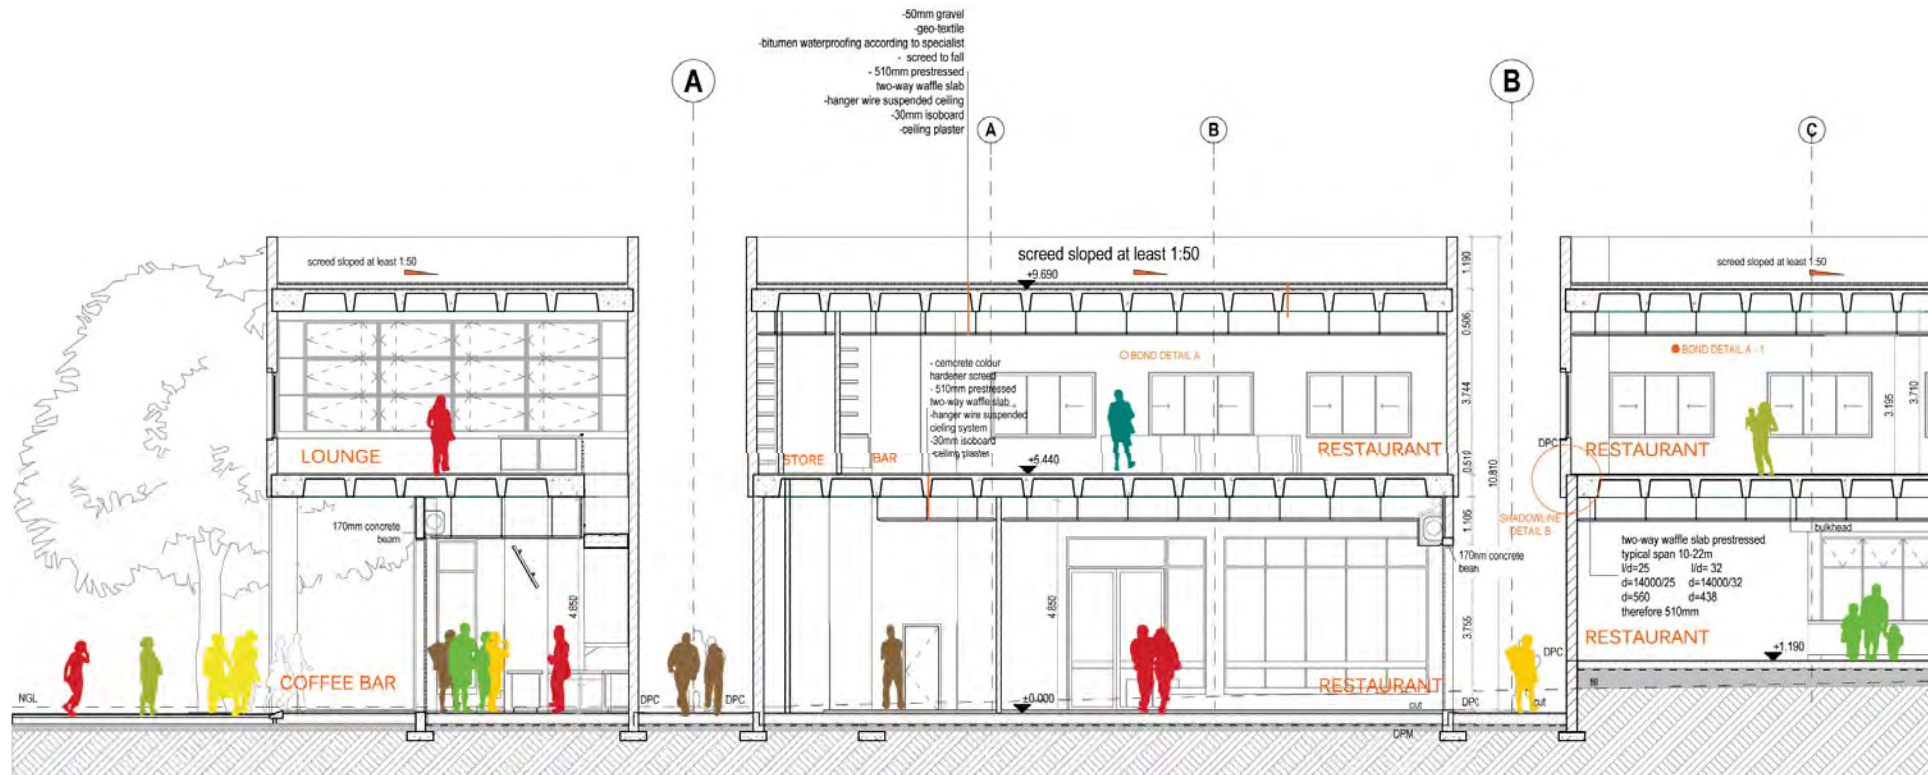 -50mm gravel
-geo-textile
-bitumen waterproofing according to specialist
- screed to fall
- 510mm prestressed
two-way waffle slab
-hanger wire suspended ceiling
-30mm isoboard
-ceiling plaster
A
B
A
B
C
screed sloped at least 1:50
screed sloped at least 1:50
screed sloped at least 1:50
+9.690
1.190
0.506
BOND DETAIL A
BOND DETAIL A - 1
- cemcrete colour
hardener screed
- 510mm prestressed
two-way waffle slab
-hanger wire suspended
cieling system
-30mm isoboard
-ceiling plaster
3.744
3.195
3.710
LOUNGE
STORE
BAR
RESTAURANT
DPC
RESTAURANT
+5.440
0.510
10.810
170mm concrete
beam
1.105
SHADOWLINE
DETAIL B
bulkhead
170mm concrete
bean
two-way waffle slab prestressed
typical span 10-22m
l/d=25 l/d= 32
d=14000/25 d=14000/32
d=560 d=438
therefore 510mm
4.850
4.850
3.755
RESTAURANT
DPC
+1.190
COFFEE BAR
RESTAURANT
fill
NGL
DPC
DPC
±0.000
cut
DPC
cut
DPM